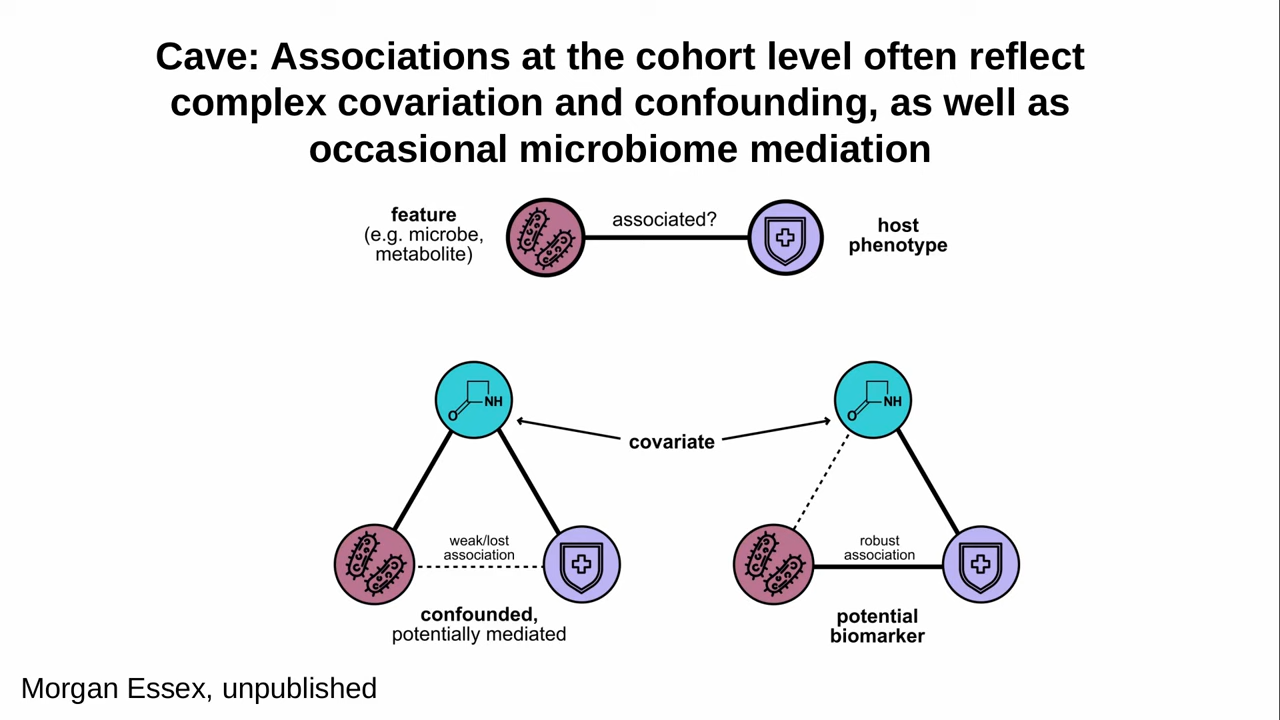 Cave: Associations at the cohort level often reflect
complex covariation and confounding, as well as
occasional microbiome mediation
feature
(e.g. microbe,
metabolite)
associated?
host
phenotype
O
NH
O
NH
covariate
weak/lost
association
robust
association
confounded,
potentially mediated
potential
biomarker
Morgan Essex, unpublished